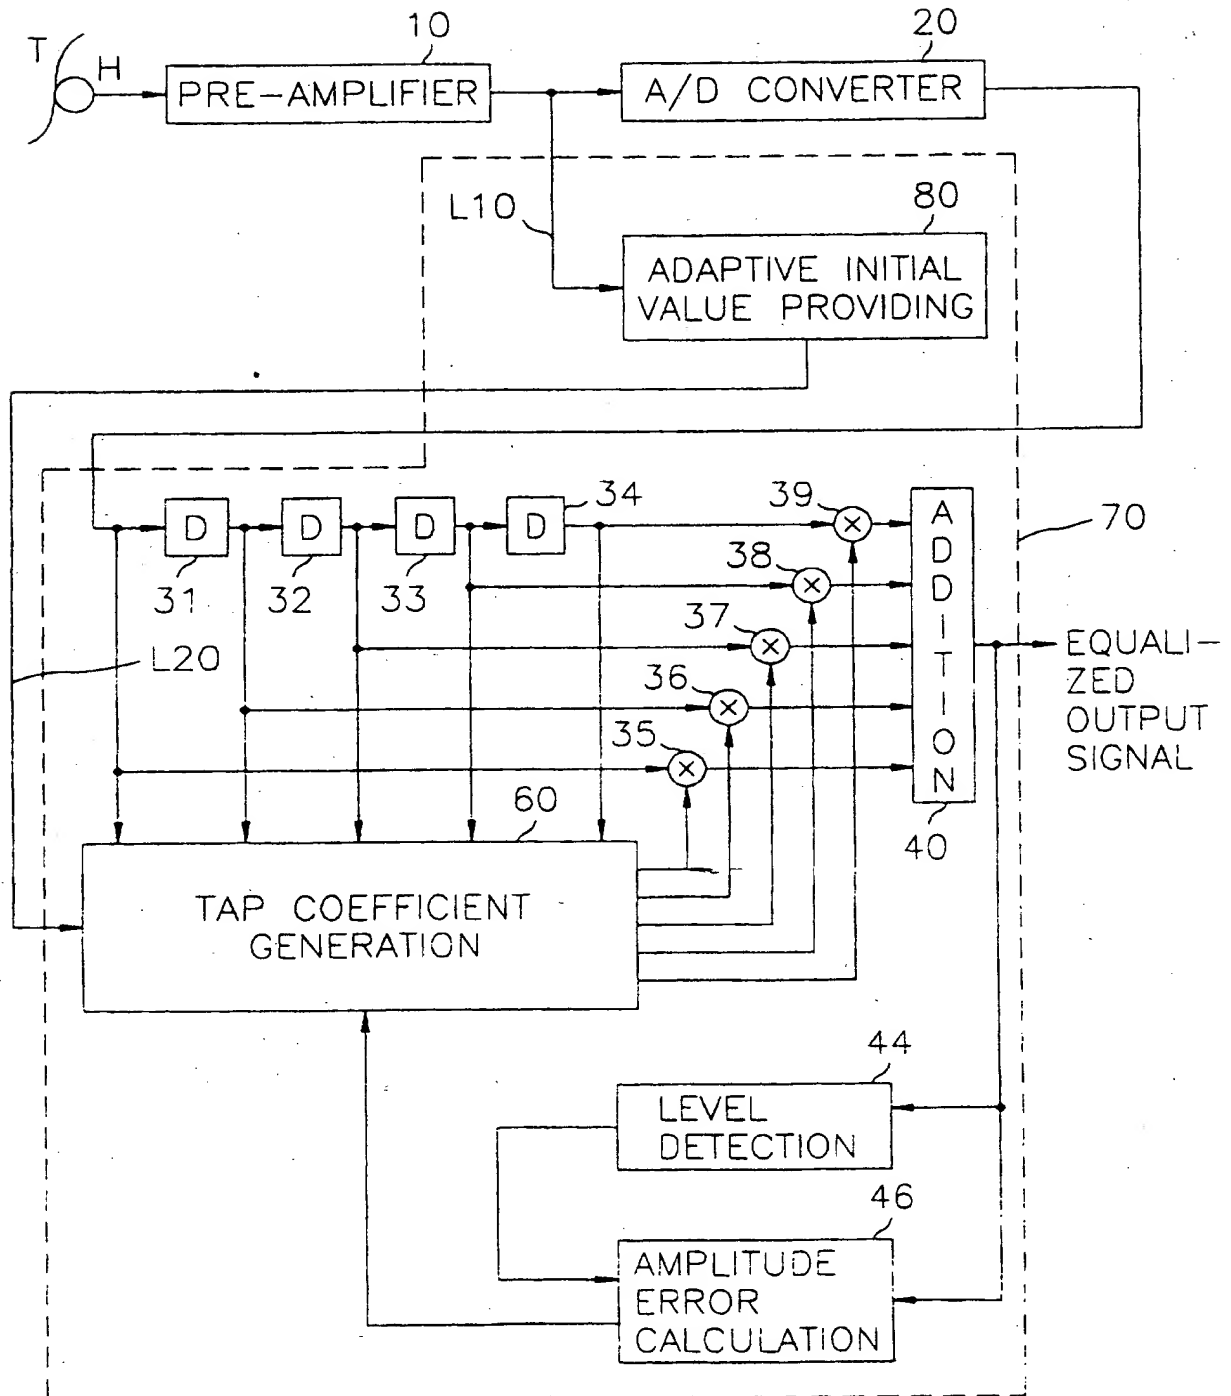 10
20
T
H
PRE-AMPLIFIER
A/D CONVERTER
L10
80
ADAPTIVE INITIAL
VALUE PROVIDING
D
D
D
D
34
31
32
33
39
38
37
36
35
ADDITION
70
L20
EQUALI-
ZED
OUTPUT
SIGNAL
60
40
TAP COEFFICIENT
GENERATION
44
LEVEL
DETECTION
46
AMPLITUDE
ERROR
CALCULATION